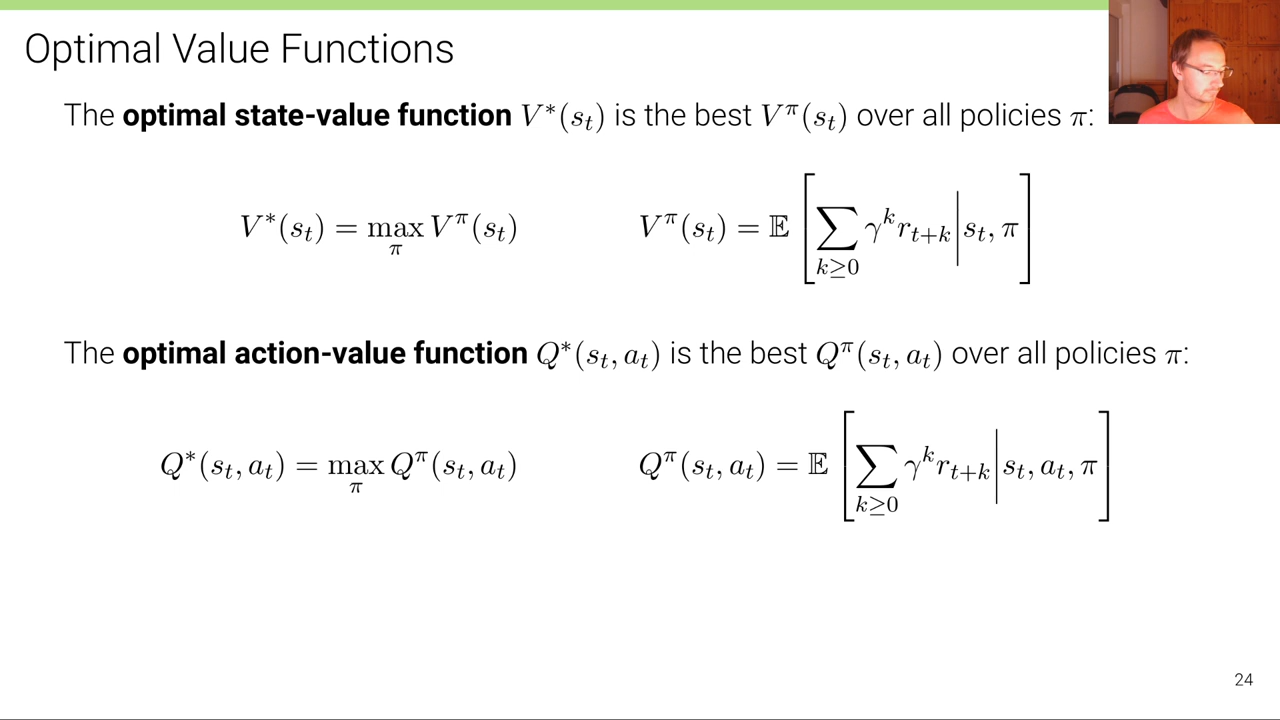 Optimal Value Functions
The optimal state-value function V*(s_t) is the best V^π(s_t) over all policies π:
V*(s_t) = max_π V^π(s_t)    V^π(s_t) = 𝔼 [ ∑_{k≥0} γ^k r_{t+k} | s_t, π ]
The optimal action-value function Q*(s_t, a_t) is the best Q^π(s_t, a_t) over all policies π:
Q*(s_t, a_t) = max_π Q^π(s_t, a_t)    Q^π(s_t, a_t) = 𝔼 [ ∑_{k≥0} γ^k r_{t+k} | s_t, a_t, π ]
24